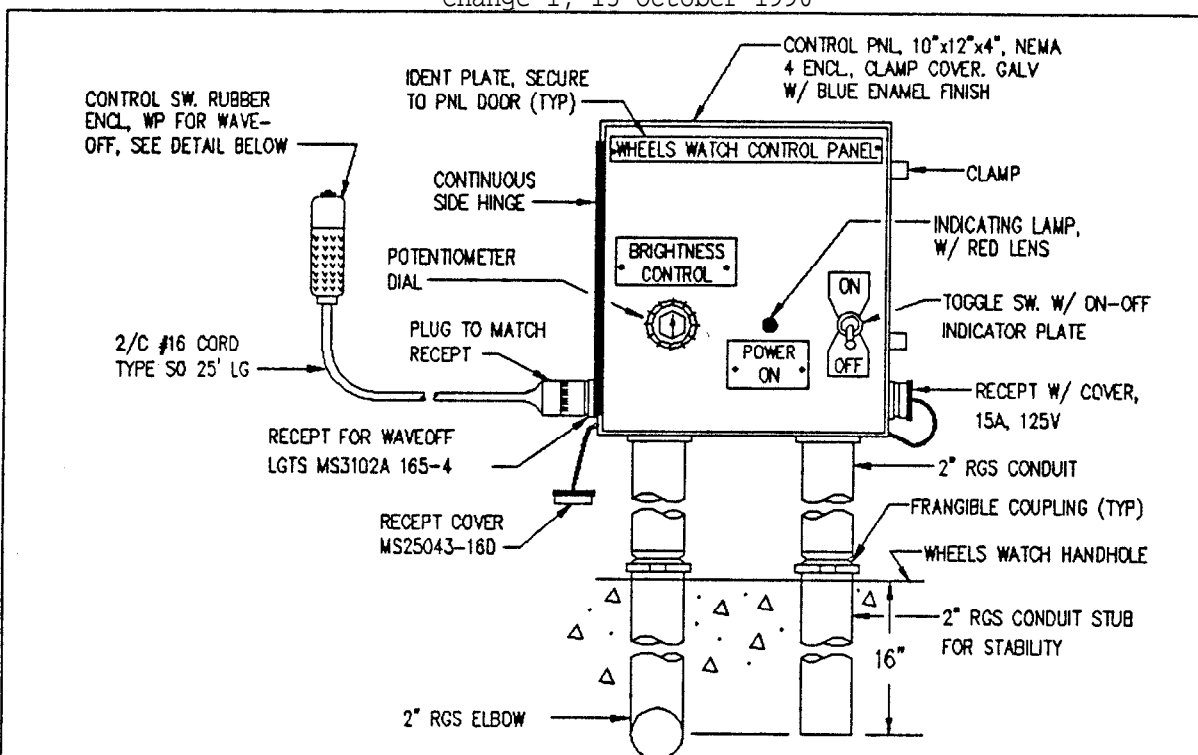 Change 1, 15 October 1990
CONTROL PNL, 10"x12"x4", NEMA
4 ENCL., CLAMP COVER. GALV
W/ BLUE ENAMEL FINISH
IDENT PLATE, SECURE
TO PNL DOOR (TYP)
CONTROL SW. RUBBER
ENCL, WP FOR WAVE-
OFF, SEE DETAIL BELOW
WHEELS WATCH CONTROL PANEL
CLAMP
CONTINUOUS
SIDE HINGE
INDICATING LAMP,
W/ RED LENS
BRIGHTNESS
CONTROL
POTENTIOMETER
DIAL
ON
OFF
TOGGLE SW. W/ ON-OFF
INDICATOR PLATE
PLUG TO MATCH
RECEPT
POWER
ON
2/C #16 CORD
TYPE SO 25' LG
RECEPT W/ COVER,
15A, 125V
RECEPT FOR WAVEOFF
LGTS MS3102A 165-4
2" RGS CONDUIT
FRANGIBLE COUPLING (TYP)
RECEPT COVER
MS25043-16D
WHEELS WATCH HANDHOLE
2" RGS CONDUIT STUB
FOR STABILITY
16"
2" RGS ELBOW